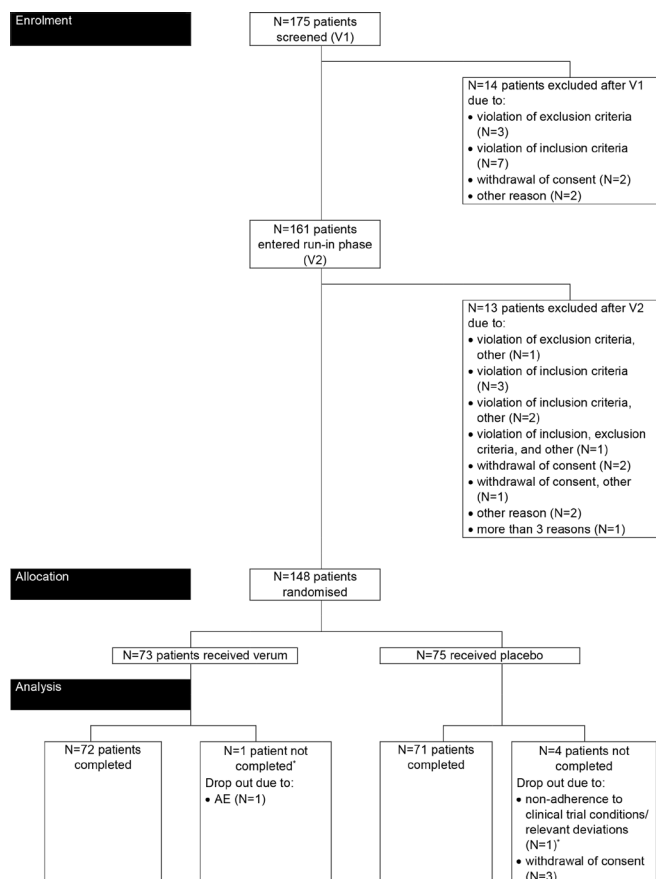 Enrolment
N=175 patients
screened (V1)
N=14 patients excluded after V1
due to:
• violation of exclusion criteria
(N=3)
• violation of inclusion criteria
(N=7)
• withdrawal of consent (N=2)
• other reason (N=2)
N=161 patients
entered run-in phase
(V2)
N=13 patients excluded after V2
due to:
• violation of exclusion criteria,
other (N=1)
• violation of inclusion criteria
(N=3)
• violation of inclusion criteria,
other (N=2)
• violation of inclusion, exclusion
criteria, and other (N=1)
• withdrawal of consent (N=2)
• withdrawal of consent, other
(N=1)
• other reason (N=2)
• more than 3 reasons (N=1)
Allocation
N=148 patients
randomised
N=73 patients received verum
N=75 received placebo
Analysis
N=72 patients
completed
N=1 patient not
completed*
Drop out due to:
• AE (N=1)
N=71 patients
completed
N=4 patients not
completed
Drop out due to:
• non-adherence to
clinical trial conditions/
relevant deviations
(N=1)*
• withdrawal of consent
(N=3)